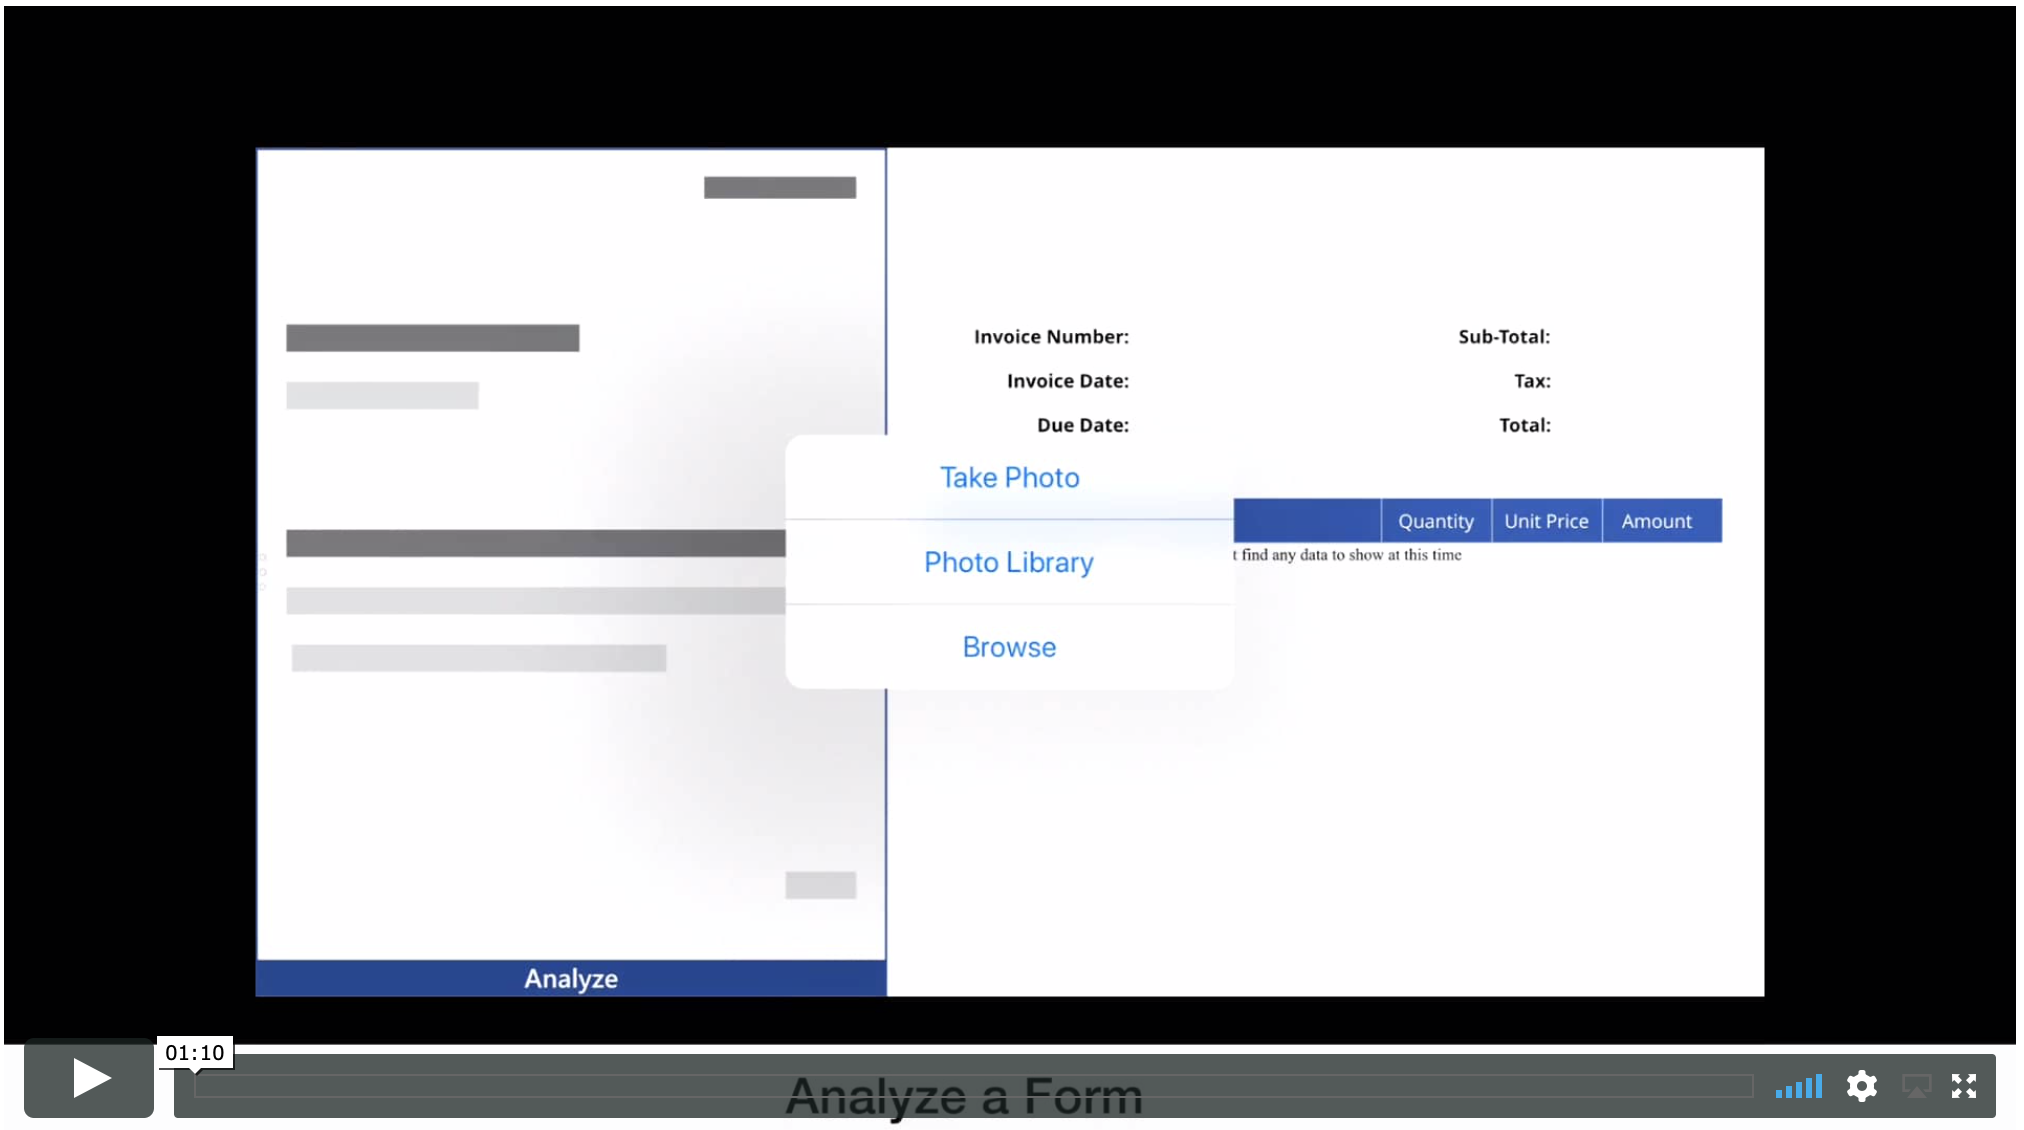 Invoice Number:
Sub-Total:
Invoice Date:
Tax:
Due Date:
Total:
Take Photo
Photo Library
Browse
Quantity
Unit Price
Amount
t find any data to show at this time
Analyze
01:10
Analyze a Form